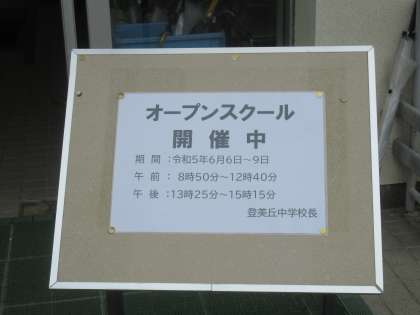 オープンスクール
開 催 中
期 間 ：令和5年6月6日～9日
午 前 ： 8時50分～12時40分
午 後 ：13時25分～15時15分
登美丘中学校長